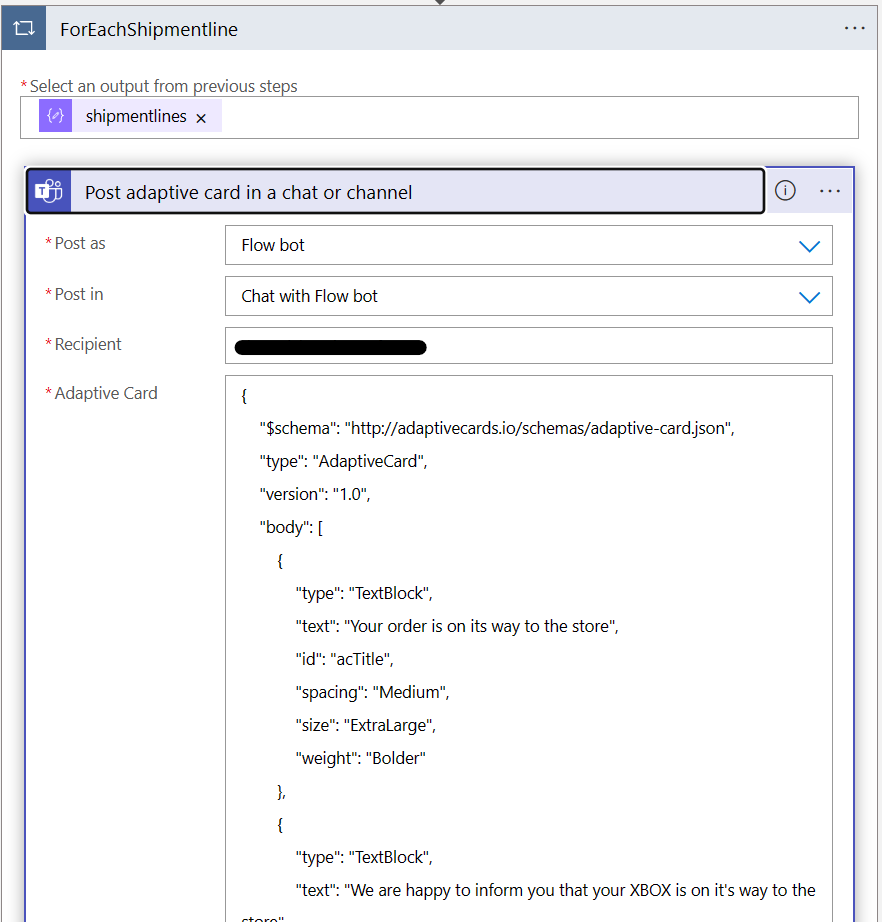 ForEachShipmentline
* Select an output from previous steps
shipmentlines ×
Post adaptive card in a chat or channel
* Post as
Flow bot
* Post in
Chat with Flow bot
* Recipient
* Adaptive Card
{
"$schema": "http://adaptivecards.io/schemas/adaptive-card.json",
"type": "AdaptiveCard",
"version": "1.0",
"body": [
{
"type": "TextBlock",
"text": "Your order is on its way to the store",
"id": "acTitle",
"spacing": "Medium",
"size": "ExtraLarge",
"weight": "Bolder"
},
{
"type": "TextBlock",
"text": "We are happy to inform you that your XBOX is on it's way to the
store"